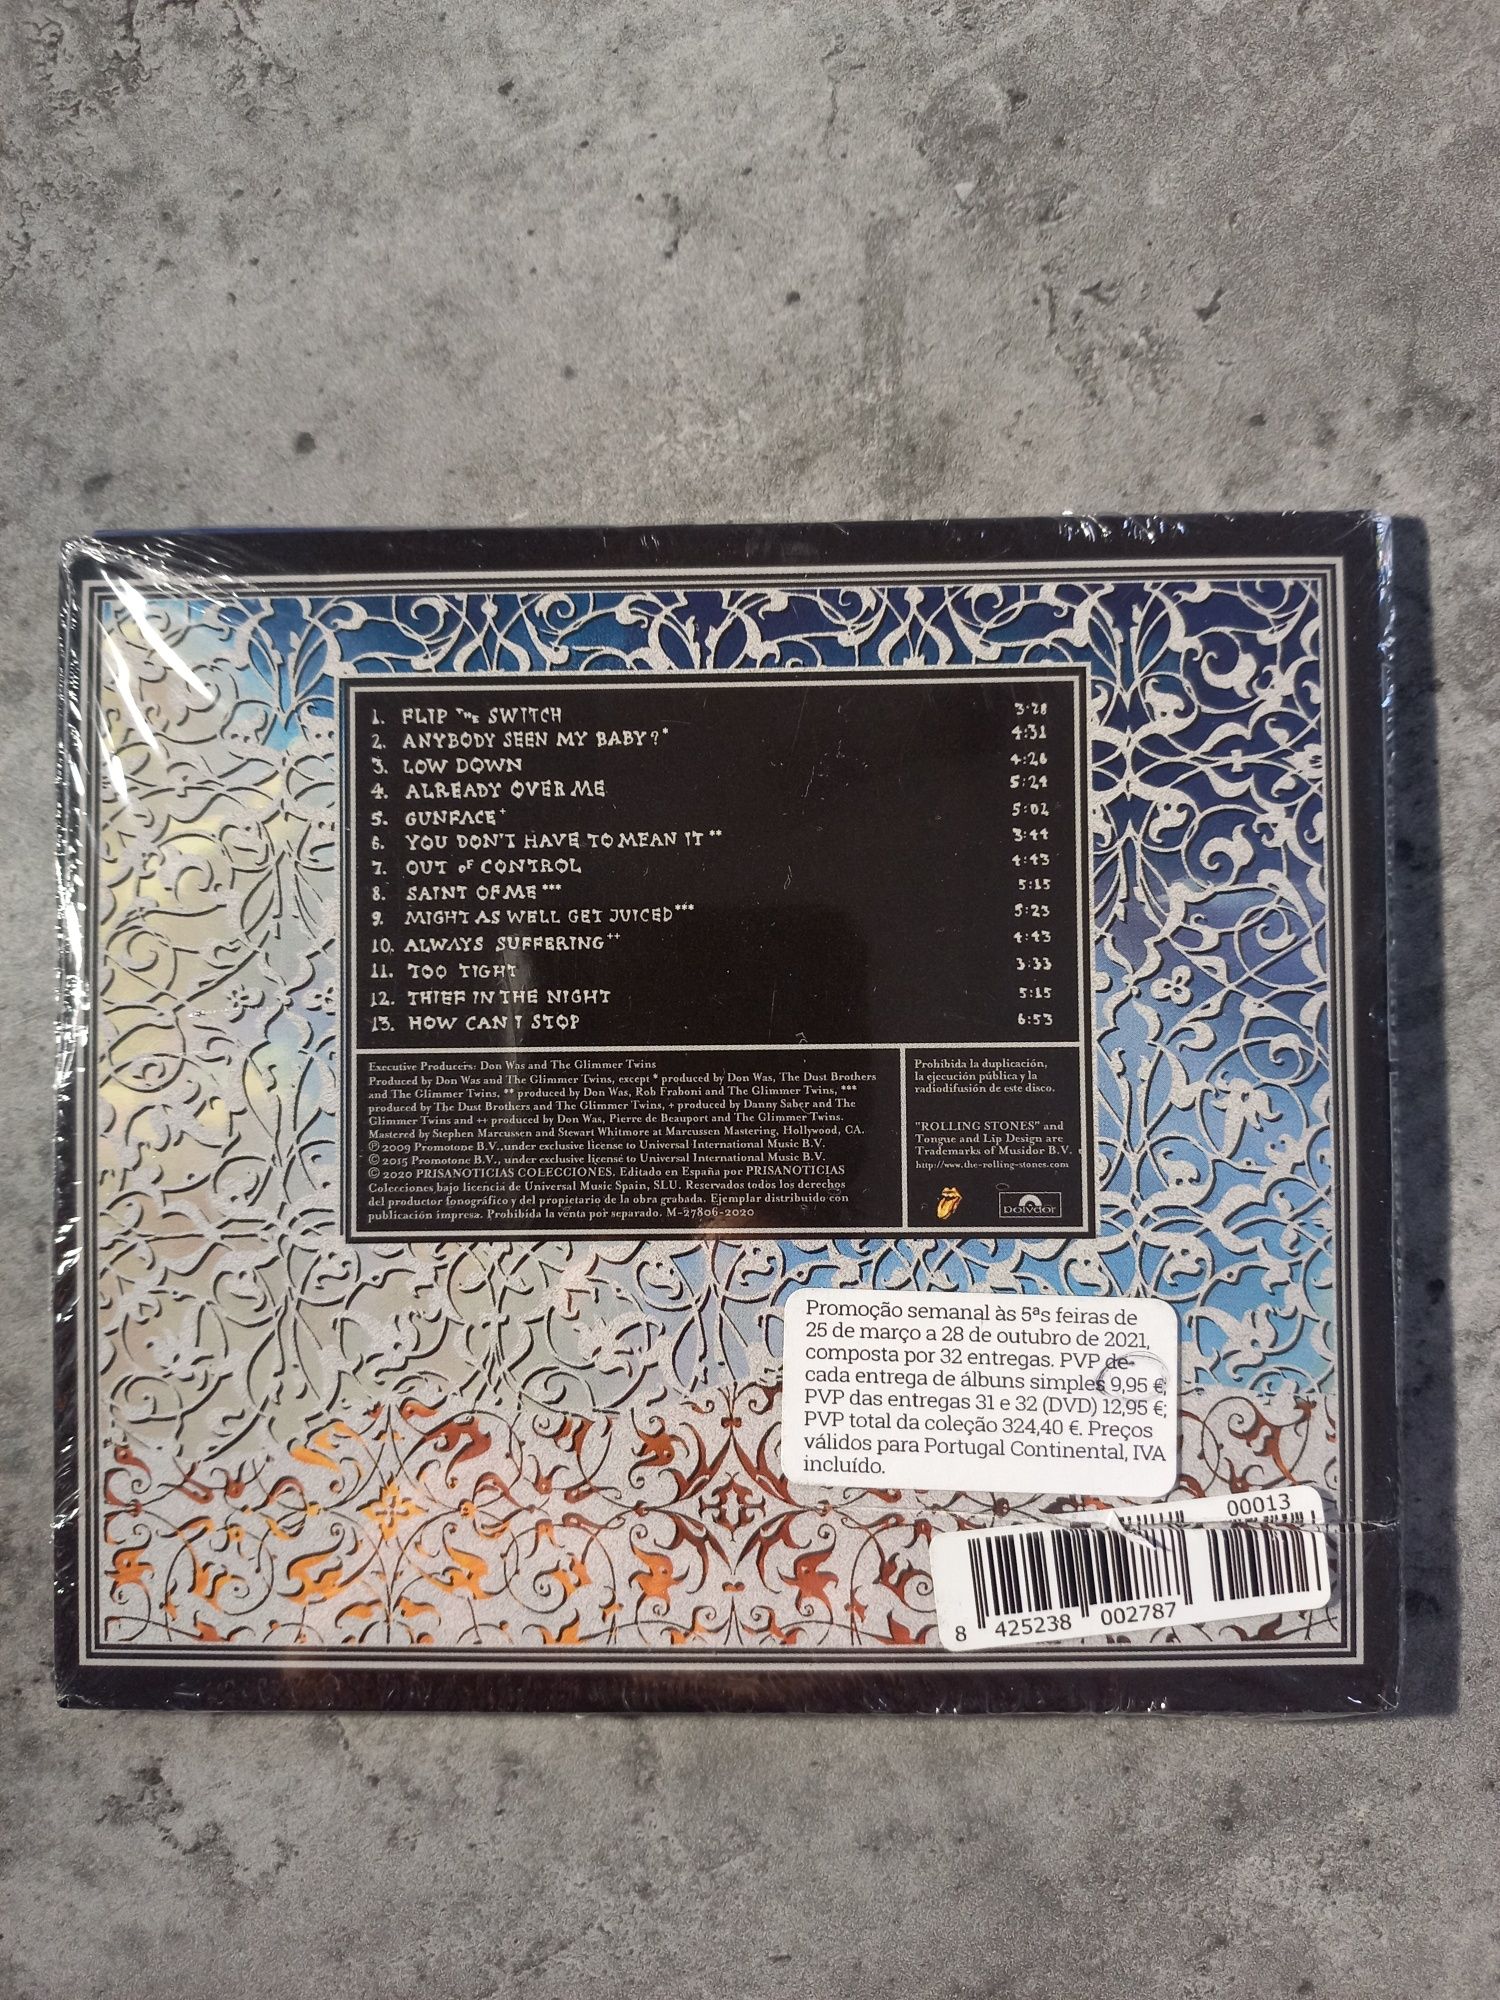 1. FLIP THE SWITCH 3:28
2. ANYBODY SEEN MY BABY?* 4:31
3. LOW DOWN 4:26
4. ALREADY OVER ME 5:24
5. GUNFACE+ 5:02
6. YOU DON'T HAVE TO MEAN IT** 3:44
7. OUT OF CONTROL 4:43
8. SAINT OF ME*** 5:15
9. MIGHT AS WELL GET JUICED*** 5:23
10. ALWAYS SUFFERING++ 4:43
11. TOO TIGHT 3:33
12. THIEF IN THE NIGHT 5:15
13. HOW CAN I STOP 6:53
Executive Producers: Don Was and The Glimmer Twins
Produced by Don Was and The Glimmer Twins, except * produced by Don Was, The Dust Brothers
and The Glimmer Twins, ** produced by Don Was, Rob Fraboni and The Glimmer Twins, ***
produced by The Dust Brothers and The Glimmer Twins, + produced by Danny Saber and The
Glimmer Twins and ++ produced by Don Was, Pierre de Beauport and The Glimmer Twins.
Mastered by Stephen Marcussen and Stewart Whitmore at Marcussen Mastering, Hollywood, CA.
℗ 2009 Promotone B.V., under exclusive license to Universal International Music B.V.
© 2015 Promotone B.V., under exclusive license to Universal International Music B.V.
© 2020 PRISANOTICIAS COLECCIONES. Editado en España por PRISANOTICIAS
Colecciones bajo licencia de Universal Music Spain, SLU. Reservados todos los derechos
del productor fonográfico y del propietario de la obra grabada. Ejemplar distribuido con
publicación impresa. Prohibida la venta por separado. M-27806-2020
Prohibida la duplicación,
la ejecución pública y la
radiodifusión de este disco.
"ROLLING STONES" and
Tongue and Lip Design are
Trademarks of Musidor B.V.
http://www.the-rolling-stones.com
polydor
Promoção semanal às 5ªs feiras de
25 de março a 28 de outubro de 2021,
composta por 32 entregas. PVP de
cada entrega de álbuns simples 9,95 €;
PVP das entregas 31 e 32 (DVD) 12,95 €;
PVP total da coleção 324,40 €. Preços
válidos para Portugal Continental, IVA
incluído.
00013
8 425238 002787